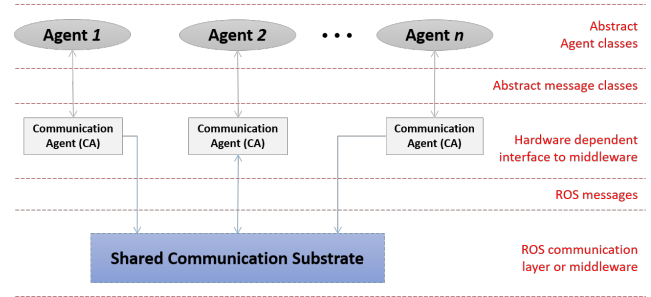 Agent 1
Agent 2
• • •
Agent n
Abstract
Agent classes
Abstract message classes
Communication
Agent (CA)
Communication
Agent (CA)
Communication
Agent (CA)
Hardware dependent
interface to middleware
ROS messages
Shared Communication Substrate
ROS communication
layer or middleware